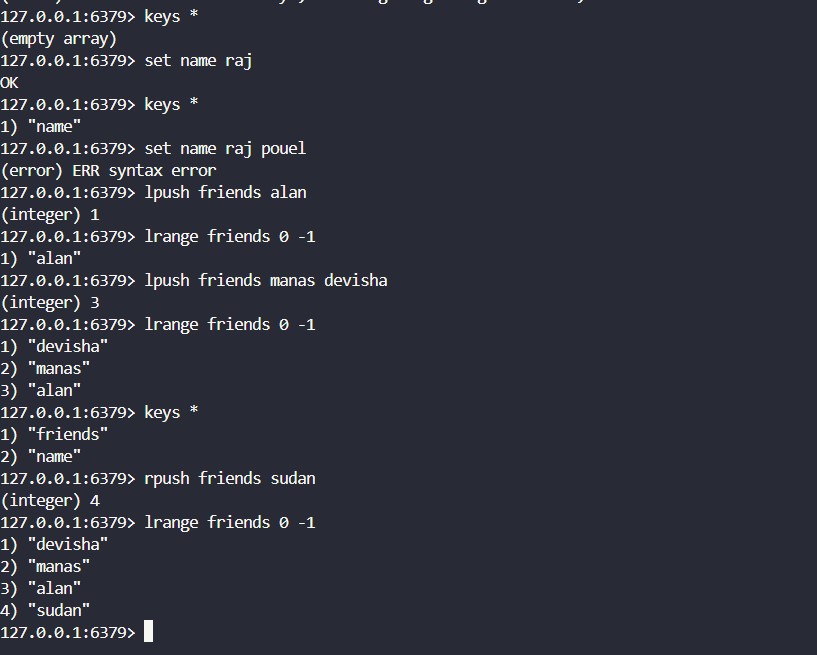 127.0.0.1:6379> keys *
(empty array)
127.0.0.1:6379> set name raj
OK
127.0.0.1:6379> keys *
1) "name"
127.0.0.1:6379> set name raj pouel
(error) ERR syntax error
127.0.0.1:6379> lpush friends alan
(integer) 1
127.0.0.1:6379> lrange friends 0 -1
1) "alan"
127.0.0.1:6379> lpush friends manas devisha
(integer) 3
127.0.0.1:6379> lrange friends 0 -1
1) "devisha"
2) "manas"
3) "alan"
127.0.0.1:6379> keys *
1) "friends"
2) "name"
127.0.0.1:6379> rpush friends sudan
(integer) 4
127.0.0.1:6379> lrange friends 0 -1
1) "devisha"
2) "manas"
3) "alan"
4) "sudan"
127.0.0.1:6379>